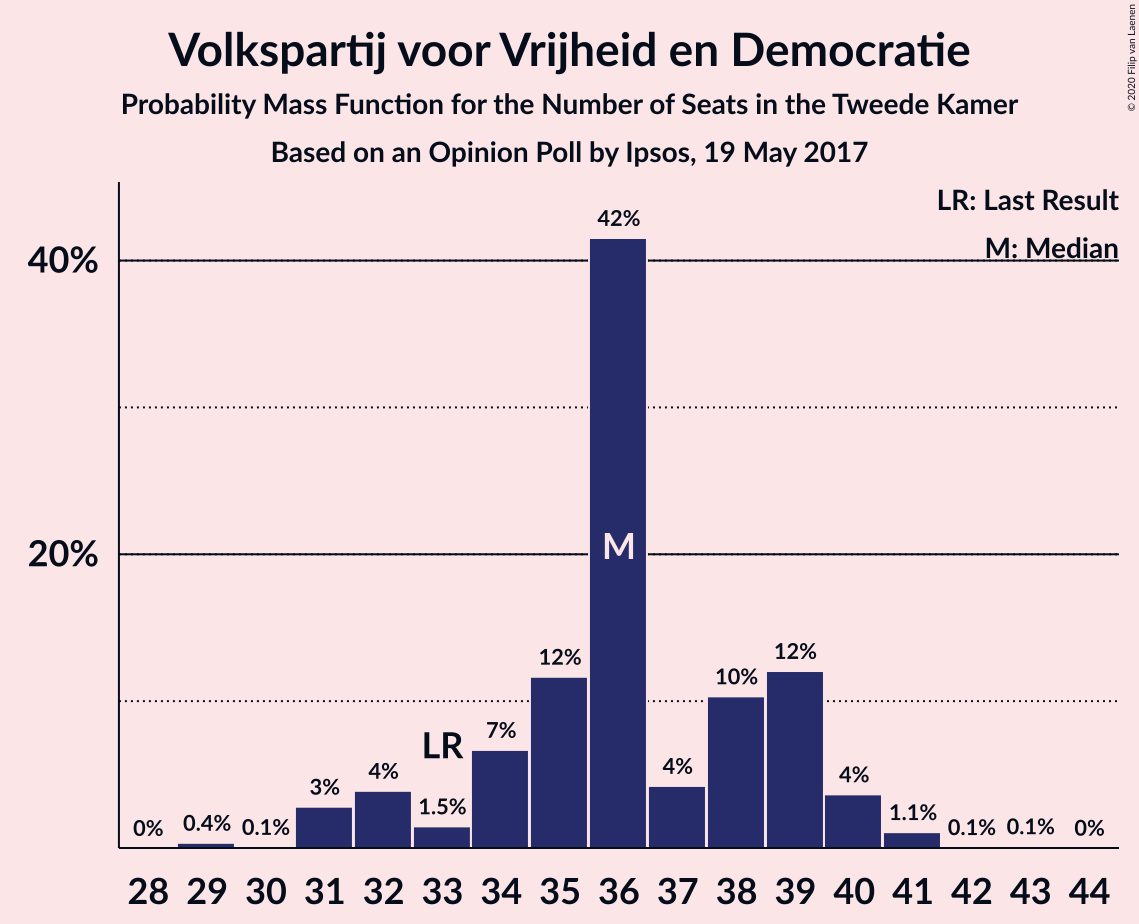 Volkspartij voor Vrijheid en Democratie
Probability Mass Function for the Number of Seats in the Tweede Kamer
Based on an Opinion Poll by Ipsos, 19 May 2017
© 2020 Filip van Laenen
LR: Last Result
M: Median
40%
20%
0%
0.4%
0.1%
3%
4%
1.5%
LR
7%
12%
42%
M
4%
10%
12%
4%
1.1%
0.1%
0.1%
0%
28 29 30 31 32 33 34 35 36 37 38 39 40 41 42 43 44